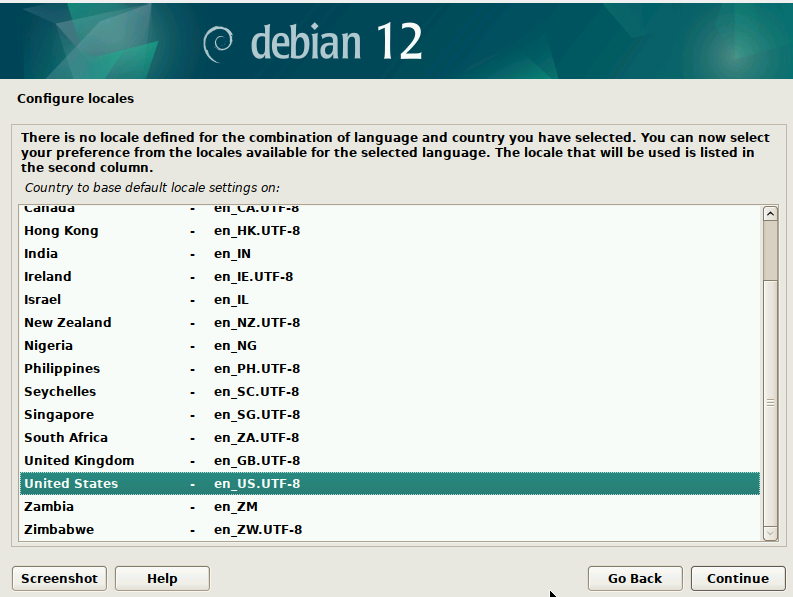 debian 12
Configure locales
There is no locale defined for the combination of language and country you have selected. You can now select
your preference from the locales available for the selected language. The locale that will be used is listed in
the second column.
Country to base default locale settings on:
Canada - en_CA.UTF-8
Hong Kong - en_HK.UTF-8
India - en_IN
Ireland - en_IE.UTF-8
Israel - en_IL
New Zealand - en_NZ.UTF-8
Nigeria - en_NG
Philippines - en_PH.UTF-8
Seychelles - en_SC.UTF-8
Singapore - en_SG.UTF-8
South Africa - en_ZA.UTF-8
United Kingdom - en_GB.UTF-8
United States - en_US.UTF-8
Zambia - en_ZM
Zimbabwe - en_ZW.UTF-8
Screenshot Help Go Back Continue